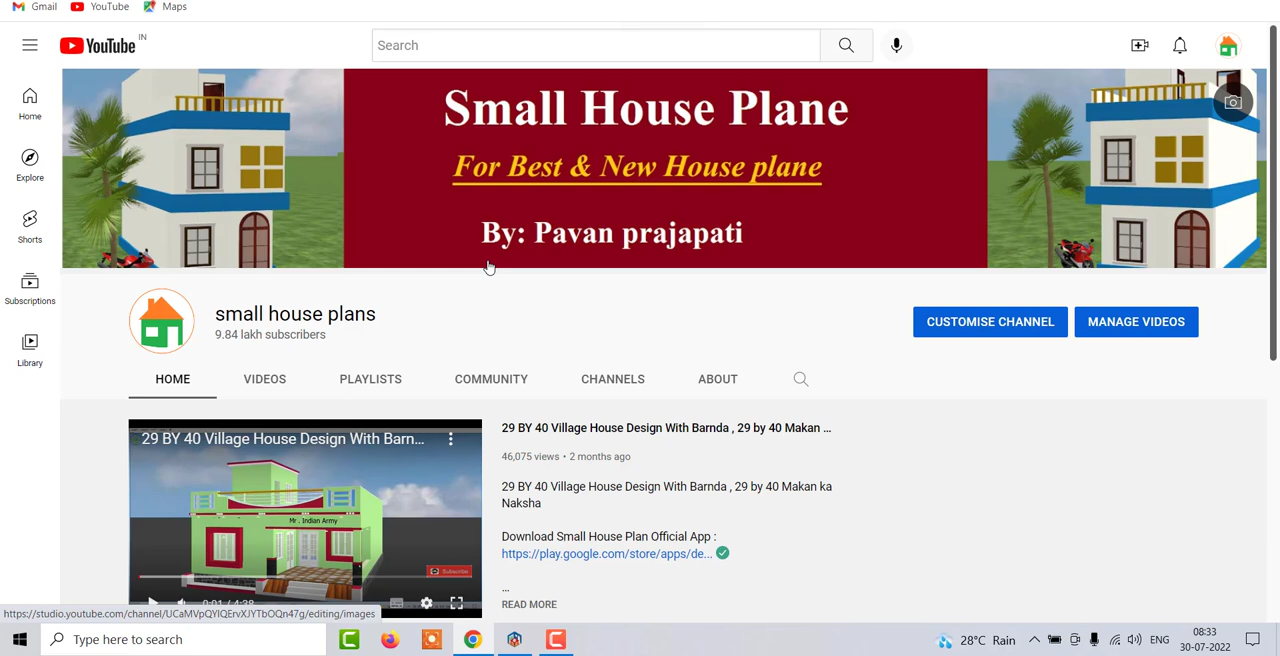 Gmail YouTube Maps
YouTube IN
Search
Home
Explore
Shorts
Subscriptions
Library
Small House Plane
For Best & New House plane
By: Pavan prajapati
small house plans
9.84 lakh subscribers
CUSTOMISE CHANNEL MANAGE VIDEOS
HOME VIDEOS PLAYLISTS COMMUNITY CHANNELS ABOUT
29 BY 40 Village House Design With Barn...
Mr . Indian Army
Subscribe
0:01 / 4:38
29 BY 40 Village House Design With Barnda , 29 by 40 Makan ...
46,075 views • 2 months ago
29 BY 40 Village House Design With Barnda , 29 by 40 Makan ka
Naksha
Download Small House Plan Official App :
https://play.google.com/store/apps/de...
...
READ MORE
https://studio.youtube.com/channel/UCaMVpQYlQErvXJYTbOQn47g/editing/images
Type here to search
28°C Rain
ENG
08:33
30-07-2022